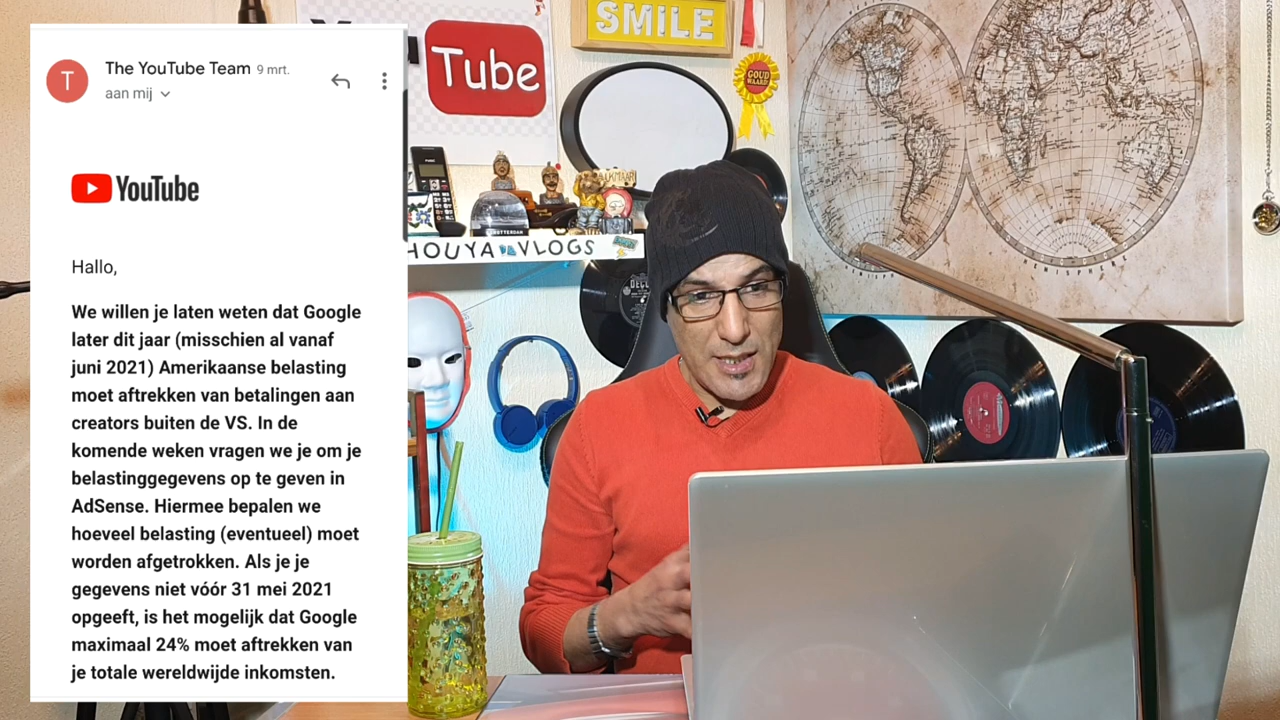 The YouTube Team 9 mrt.
aan mij
T
YouTube
Hallo,
We willen je laten weten dat Google
later dit jaar (misschien al vanaf
juni 2021) Amerikaanse belasting
moet aftrekken van betalingen aan
creators buiten de VS. In de
komende weken vragen we je om je
belastinggegevens op te geven in
AdSense. Hiermee bepalen we
hoeveel belasting (eventueel) moet
worden afgetrokken. Als je je
gegevens niet vóór 31 mei 2021
opgeeft, is het mogelijk dat Google
maximaal 24% moet aftrekken van
je totale wereldwijde inkomsten.
Tube
SMILE
GOUD
WAARD!
ROTTERDAM
HOUYA VLOGS